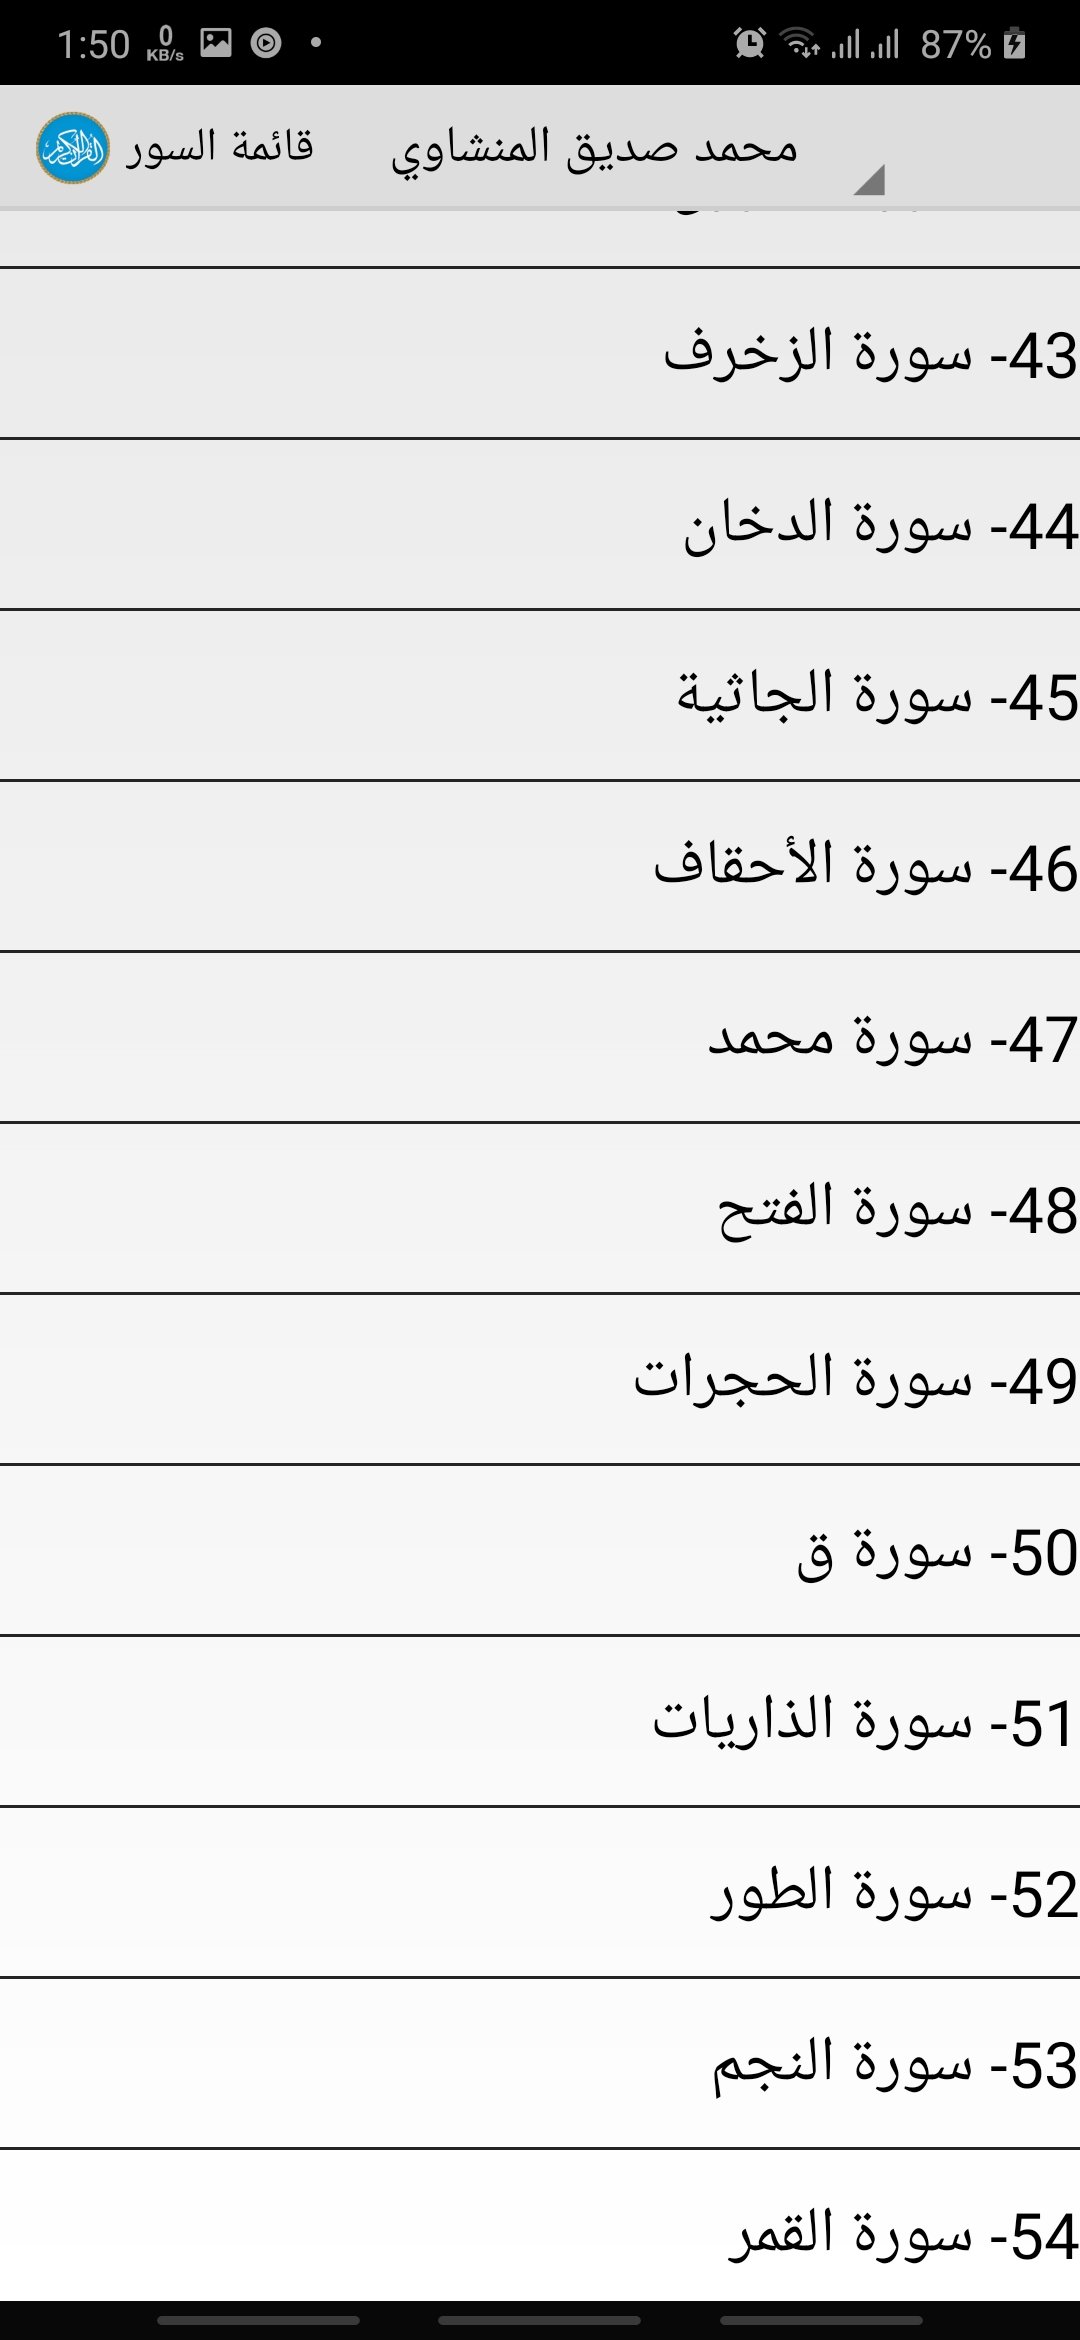 1:50 0 KB/s 87%
قائمة السور محمد صديق المنشاوي
43- سورة الزخرف
44- سورة الدخان
45- سورة الجاثية
46- سورة الأحقاف
47- سورة محمد
48- سورة الفتح
49- سورة الحجرات
50- سورة ق
51- سورة الذاريات
52- سورة الطور
53- سورة النجم
54- سورة القمر